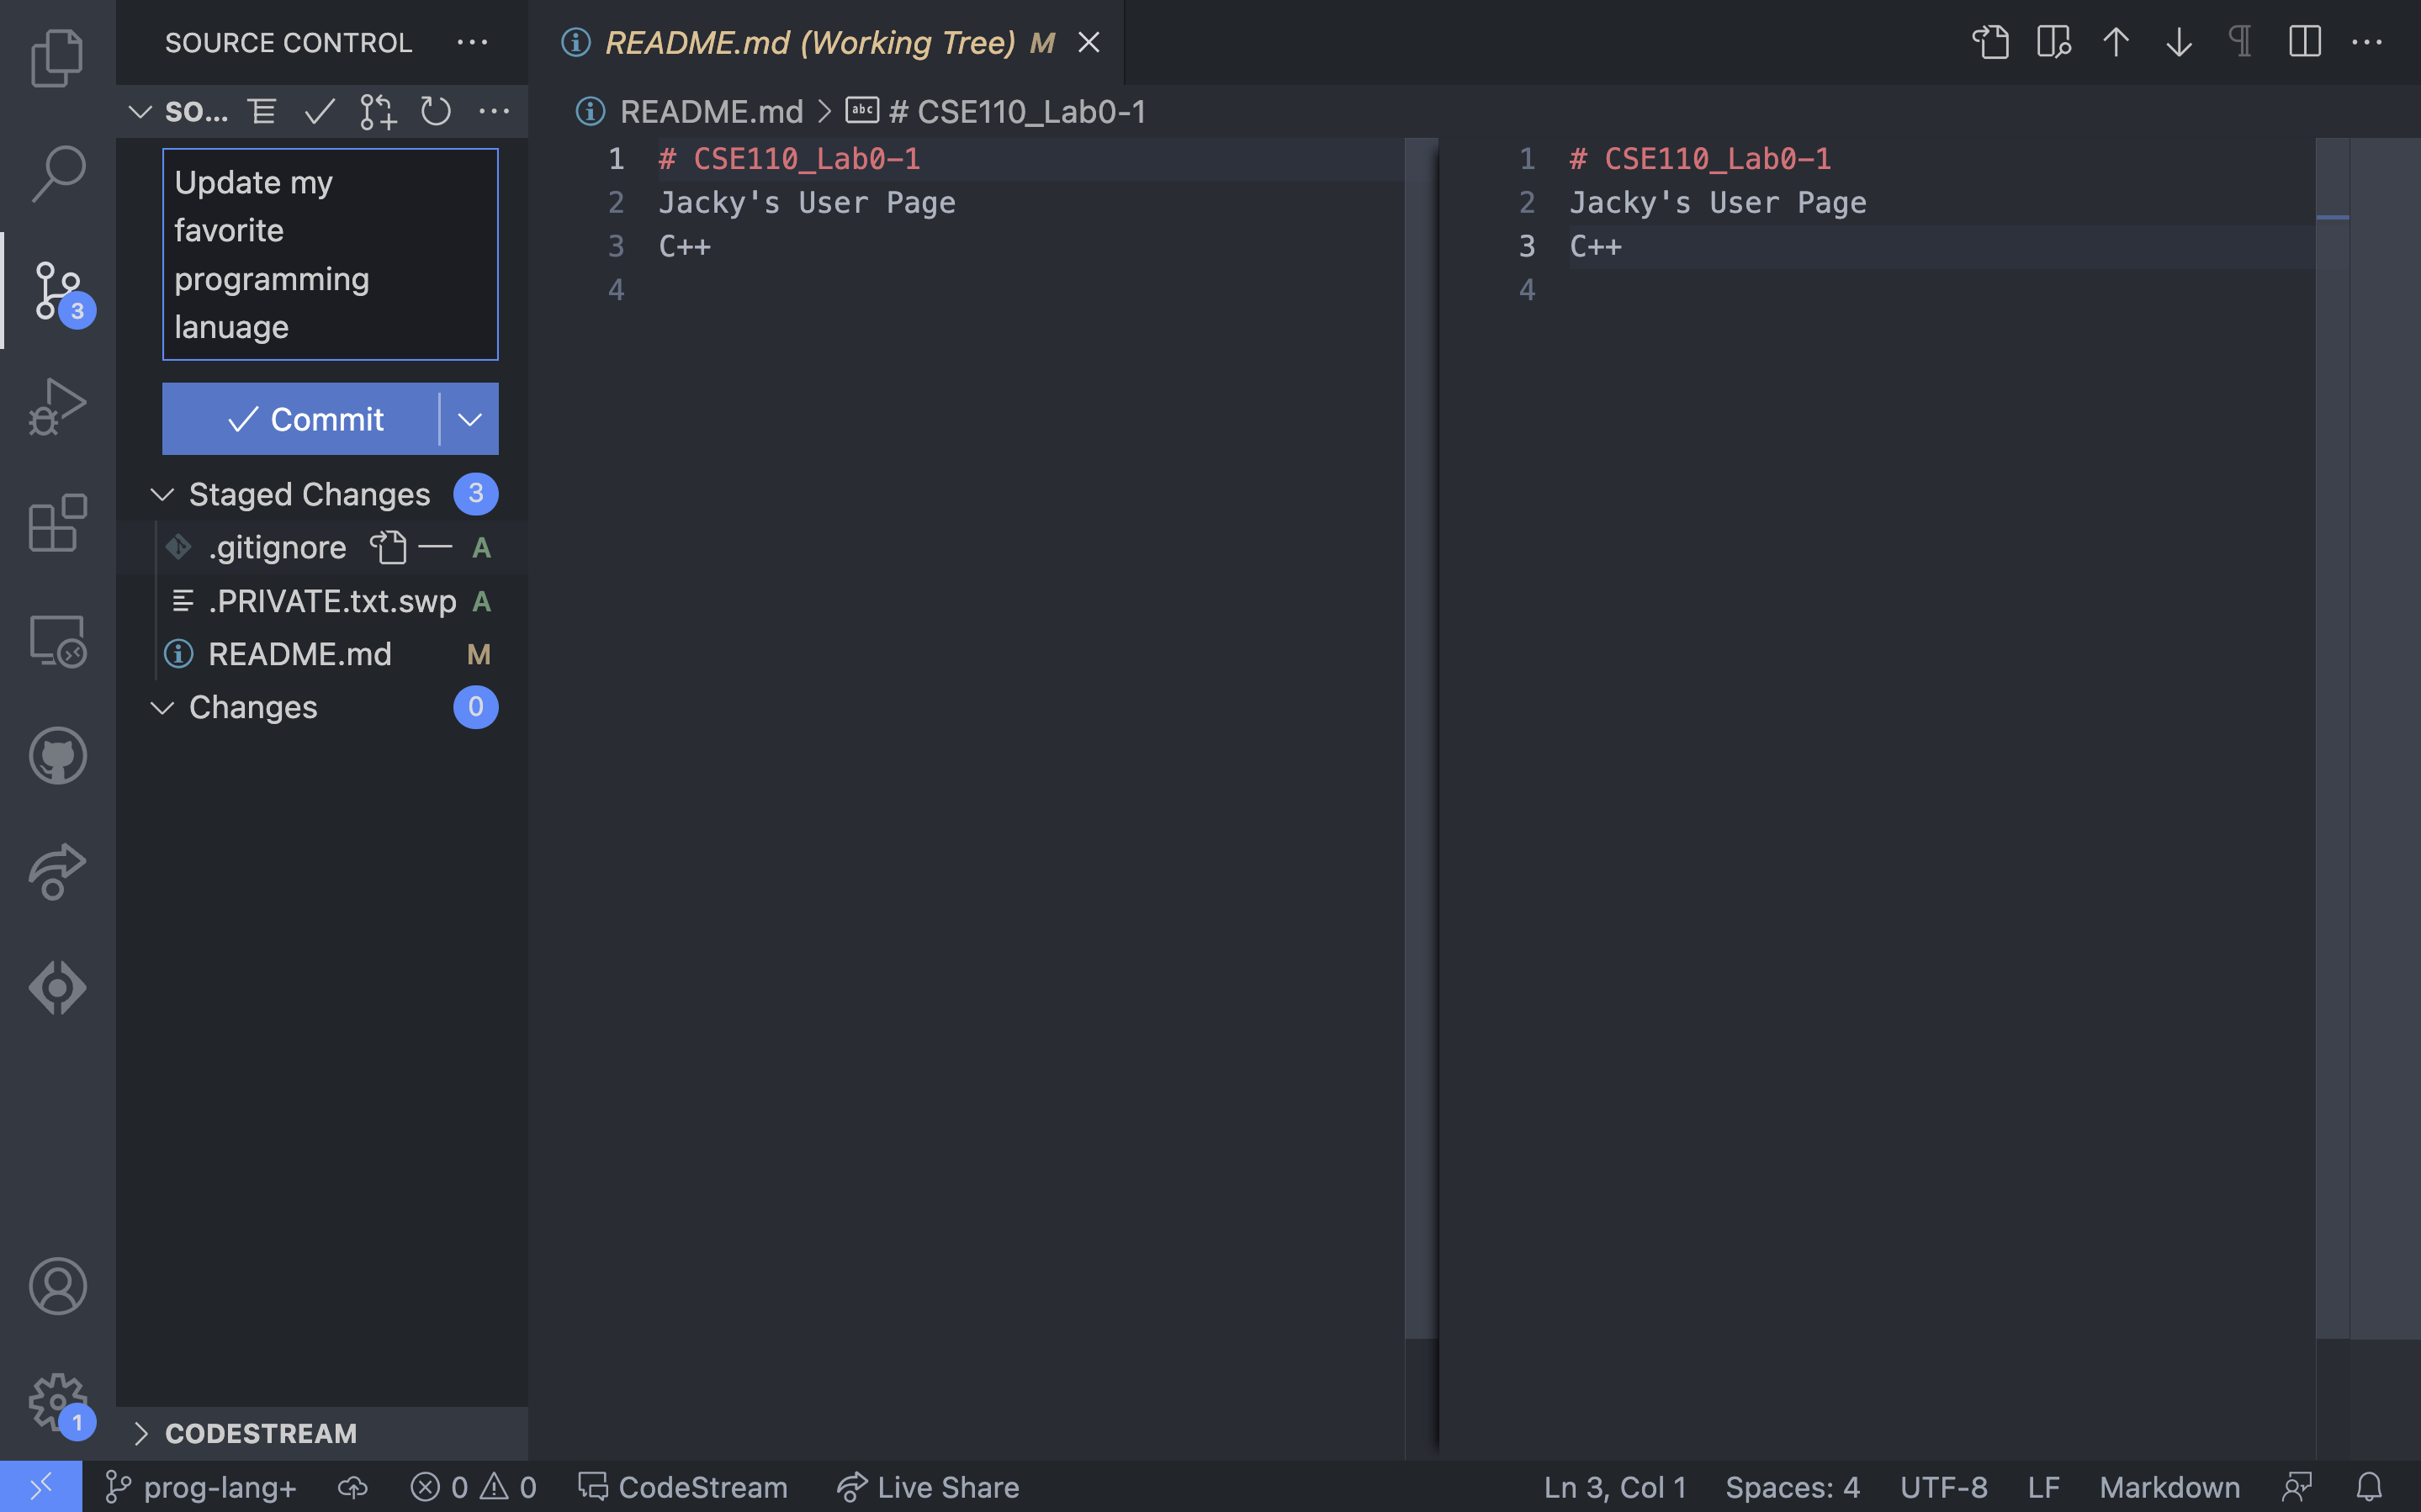 SOURCE CONTROL
README.md (Working Tree) M
SO...
README.md > # CSE110_Lab0-1
Update my
favorite
programming
lanuage
Commit
Staged Changes 3
.gitignore A
.PRIVATE.txt.swp A
README.md M
Changes 0
1 # CSE110_Lab0-1
2 Jacky's User Page
3 C++
4
1 # CSE110_Lab0-1
2 Jacky's User Page
3 C++
4
3
1
CODESTREAM
prog-lang+ 0 0 CodeStream Live Share Ln 3, Col 1 Spaces: 4 UTF-8 LF Markdown